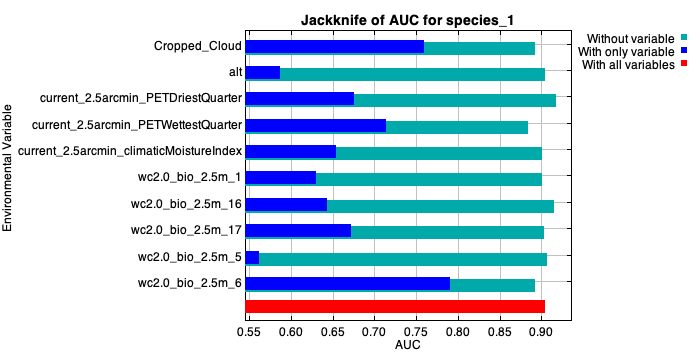 Jackknife of AUC for species_1
Without variable
With only variable
With all variables
Environmental Variable
Cropped_Cloud
alt
current_2.5arcmin_PETDriestQuarter
current_2.5arcmin_PETWettestQuarter
current_2.5arcmin_climaticMoistureIndex
wc2.0_bio_2.5m_1
wc2.0_bio_2.5m_16
wc2.0_bio_2.5m_17
wc2.0_bio_2.5m_5
wc2.0_bio_2.5m_6
0.55 0.60 0.65 0.70 0.75 0.80 0.85 0.90
AUC